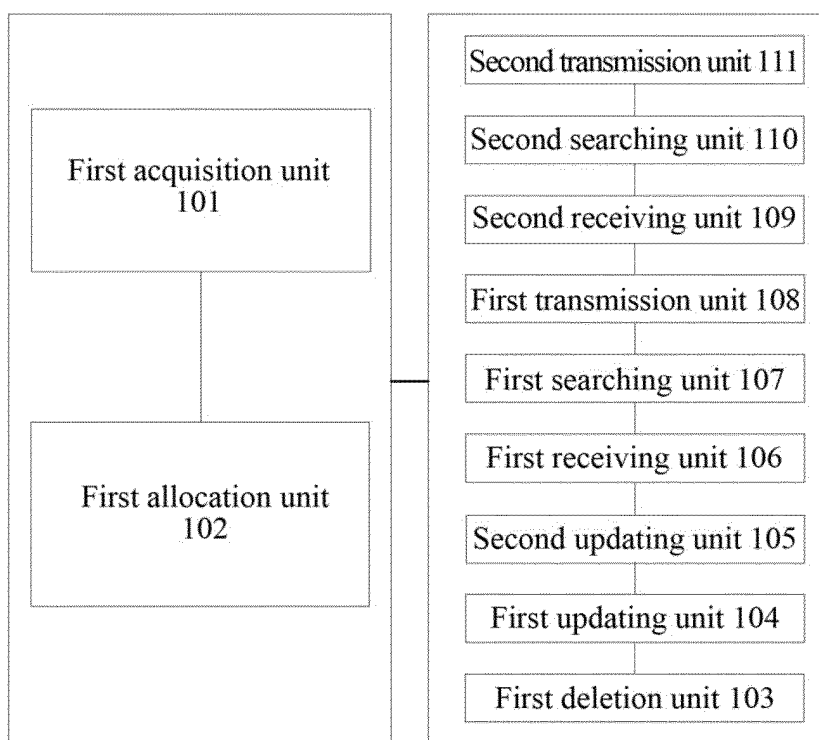 First acquisition unit
101
First allocation unit
102
Second transmission unit 111
Second searching unit 110
Second receiving unit 109
First transmission unit 108
First searching unit 107
First receiving unit 106
Second updating unit 105
First updating unit 104
First deletion unit 103